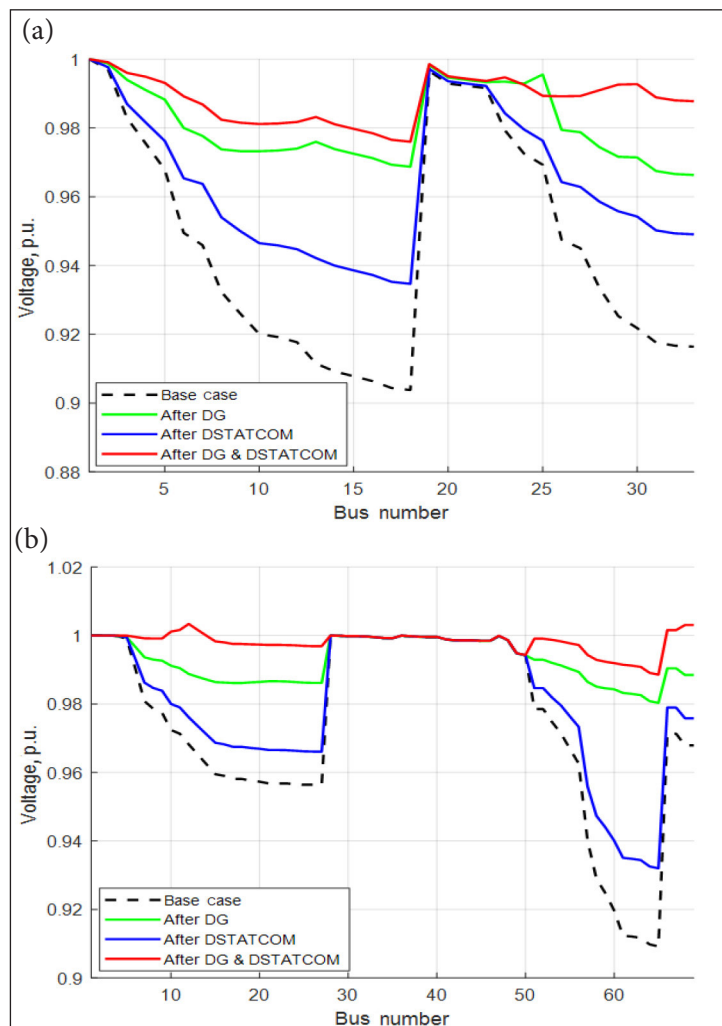 (a)
1
0.98
0.96
0.94
0.92
0.9
0.88
Voltage, p.u.
Base case
After DG
After DSTATCOM
After DG & DSTATCOM
5 10 15 20 25 30
Bus number
(b)
1.02
1
0.98
0.96
0.94
0.92
0.9
Voltage, p.u.
Base case
After DG
After DSTATCOM
After DG & DSTATCOM
10 20 30 40 50 60
Bus number